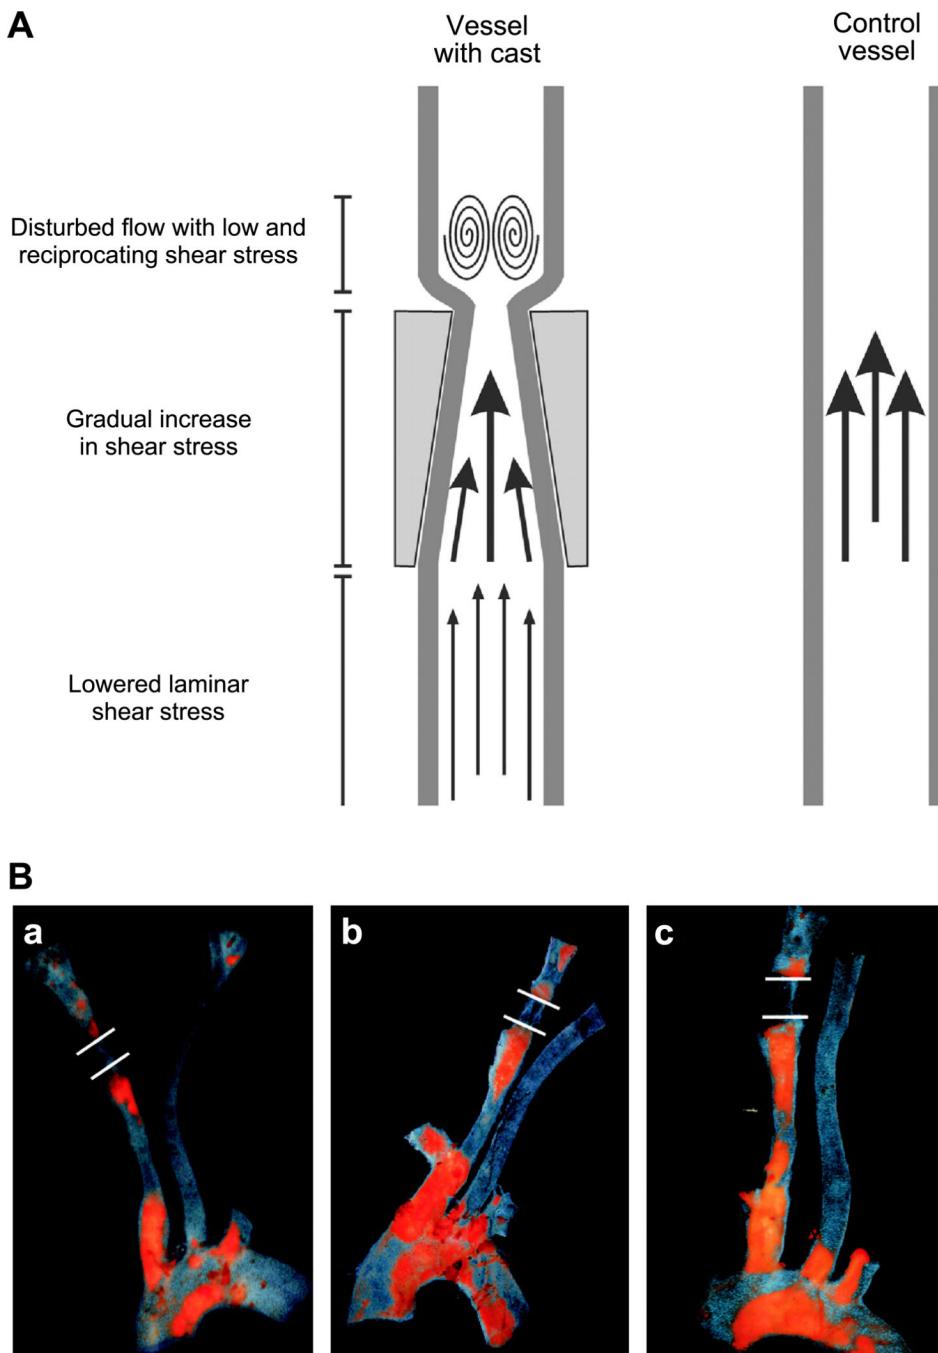 A
Vessel
with cast
Control
vessel
Disturbed flow with low and
reciprocating shear stress
Gradual increase
in shear stress
Lowered laminar
shear stress
B
a
b
c